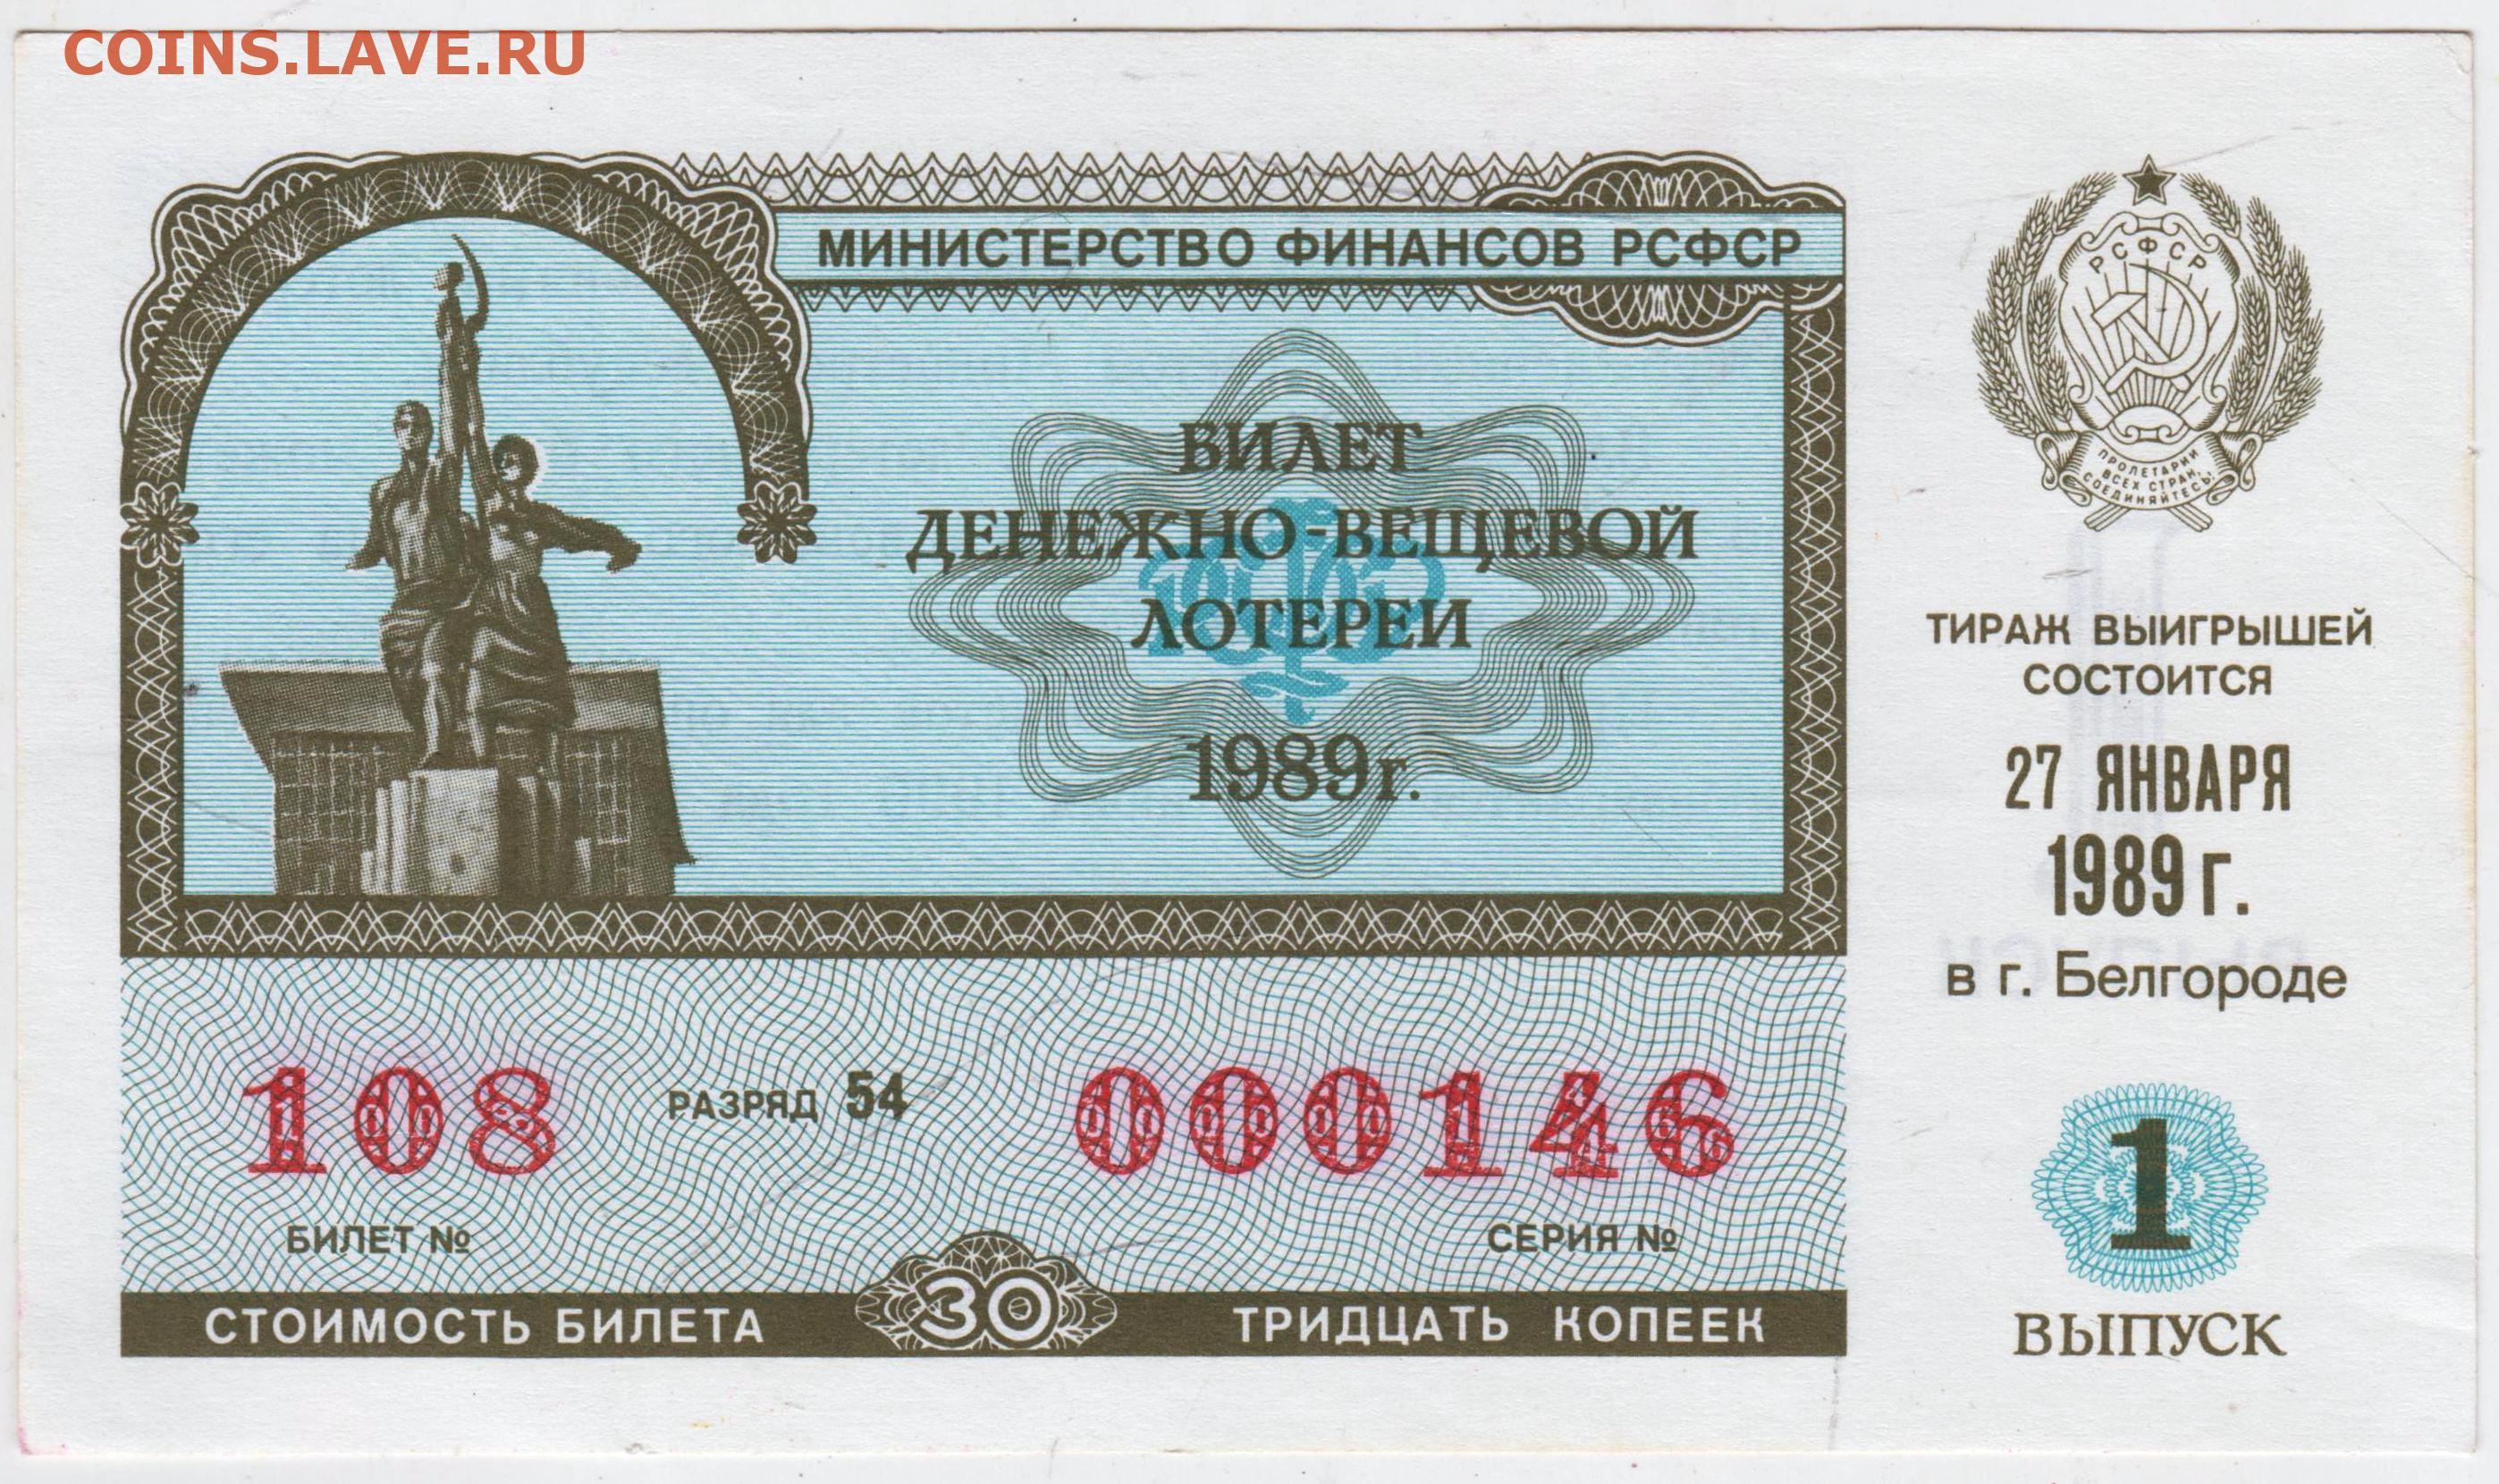 COINS.LAVE.RU
МИНИСТЕРСТВО ФИНАНСОВ РСФСР
БИЛЕТ
ДЕНЕЖНО-ВЕЩЕВОЙ
ЛОТЕРЕИ
1989 г.
РСФСР
ПРОЛЕТАРИИ
ВСЕХ СТРАН,
СОЕДИНЯЙТЕСЬ!
ТИРАЖ ВЫИГРЫШЕЙ
СОСТОИТСЯ
27 ЯНВАРЯ
1989 г.
в г. Белгороде
108 РАЗРЯД 54 000146
БИЛЕТ № СЕРИЯ №
СТОИМОСТЬ БИЛЕТА 30 ТРИДЦАТЬ КОПЕЕК
1
ВЫПУСК